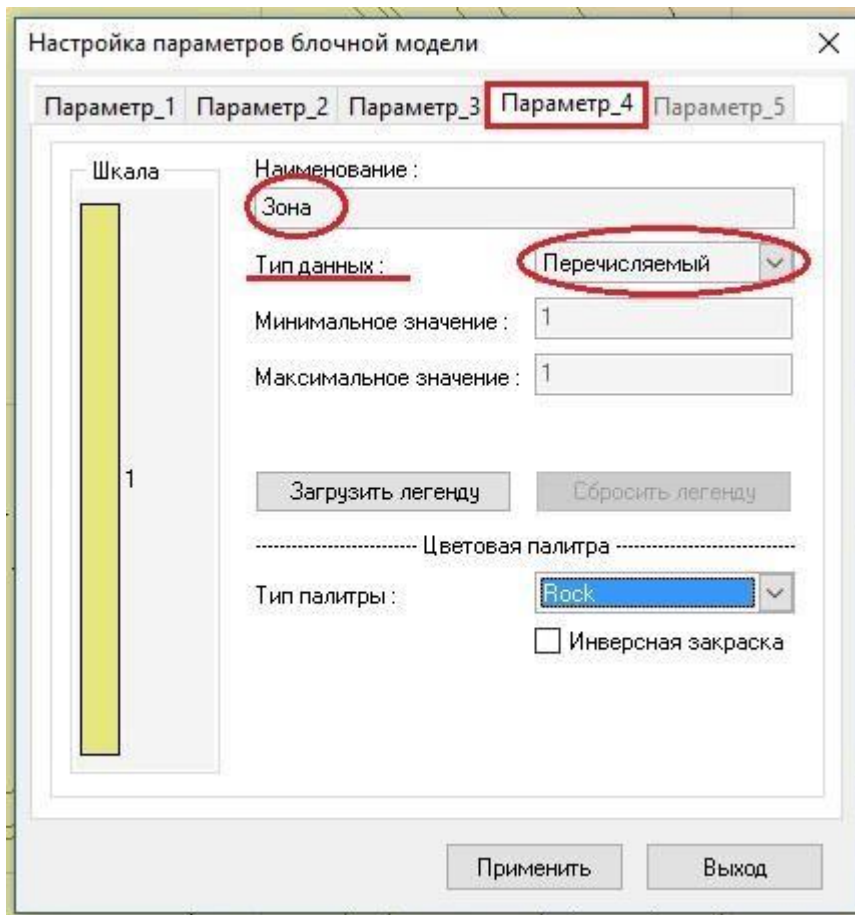 Настройка параметров блочной модели
Параметр_1 Параметр_2 Параметр_3 Параметр_4 Параметр_5
Шкала
Наименование :
Зона
Тип данных : Перечисляемый
Минимальное значение : 1
Максимальное значение : 1
1
Загрузить легенду Сбросить легенду
Цветовая палитра
Тип палитры : Rock
Инверсная закраска
Применить Выход